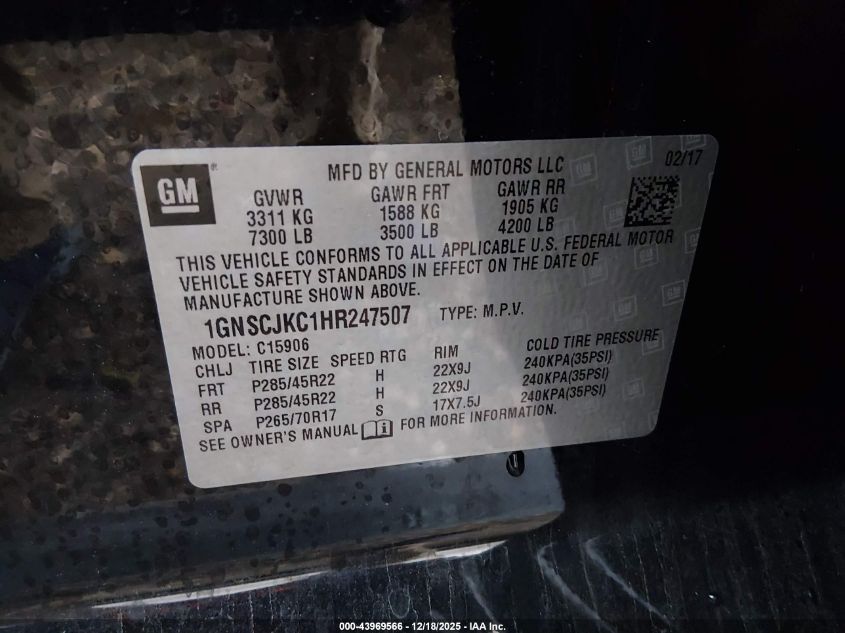 GM
MFD BY GENERAL MOTORS LLC 02/17
GVWR GAWR FRT GAWR RR
3311 KG 1588 KG 1905 KG
7300 LB 3500 LB 4200 LB
THIS VEHICLE CONFORMS TO ALL APPLICABLE U.S. FEDERAL MOTOR
VEHICLE SAFETY STANDARDS IN EFFECT ON THE DATE OF
MANUFACTURE SHOWN ABOVE.
1GNSCJKC1HR247507 TYPE: M.P.V.
MODEL: C15906
CHLJ TIRE SIZE SPEED RTG RIM COLD TIRE PRESSURE
FRT P285/45R22 H 22X9J 240KPA(35PSI)
RR P285/45R22 H 22X9J 240KPA(35PSI)
SPA P265/70R17 S 17X7.5J 240KPA(35PSI)
SEE OWNER'S MANUAL FOR MORE INFORMATION.
000-43969566 - 12/18/2025 - IAA Inc.